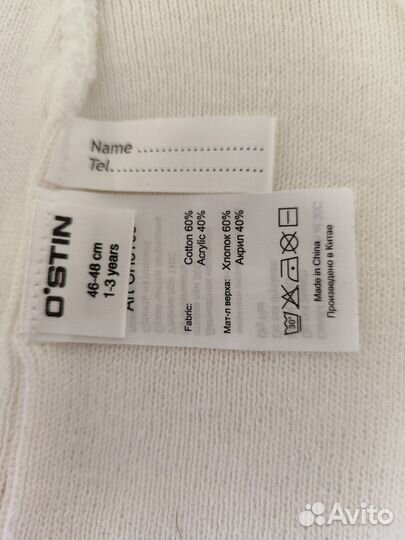 Name
Tel.
O'STIN
46-48 cm
1-3 years
Fabric: Cotton 60%
Acrylic 40%
Мат-л верха: Хлопок 60%
Акрил 40%
30°
Made in China
Произведено в Китае
Avito